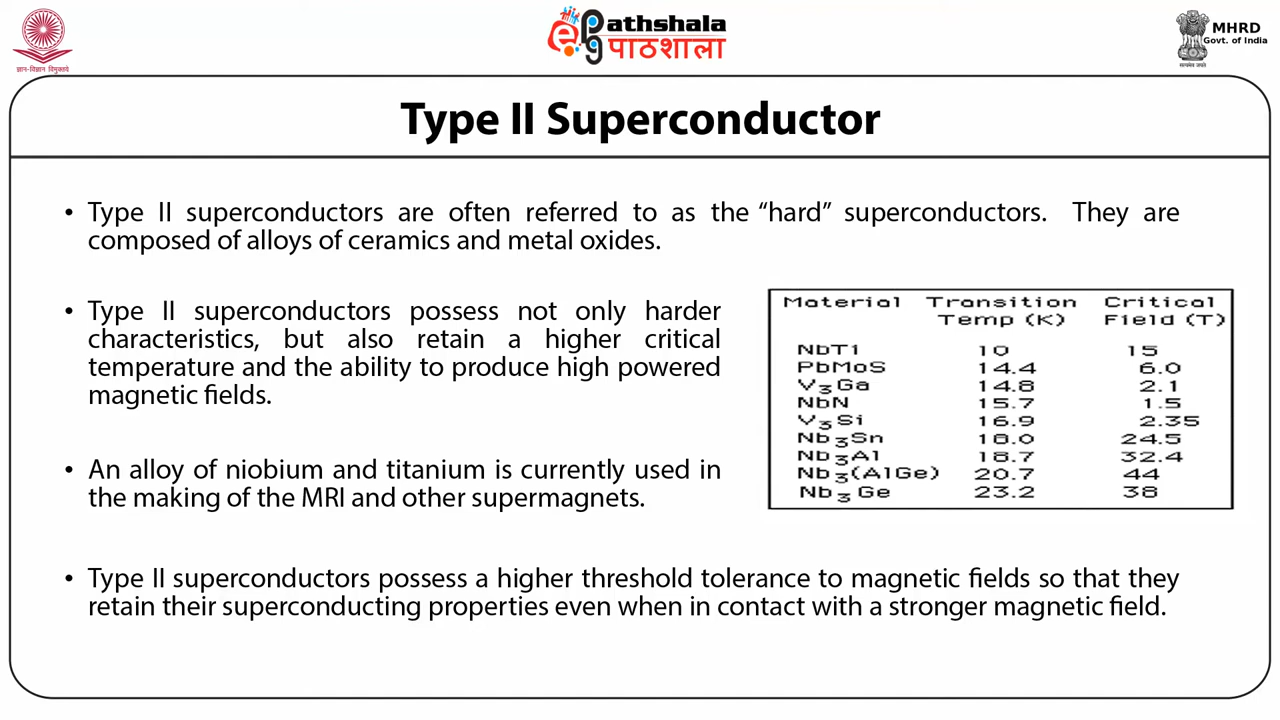 ज्ञान-विज्ञान विमुक्तये
ePathshala
पाठशाला
MHRD
Govt. of India
सत्यमेव जयते
Type II Superconductor
• Type II superconductors are often referred to as the “hard” superconductors. They are
composed of alloys of ceramics and metal oxides.
• Type II superconductors possess not only harder
characteristics, but also retain a higher critical
temperature and the ability to produce high powered
magnetic fields.
• An alloy of niobium and titanium is currently used in
the making of the MRI and other supermagnets.
Material Transition Critical
Temp (K) Field (T)
NbTi 10 15
PbMoS 14.4 6.0
V3Ga 14.8 2.1
NbN 15.7 1.5
V3Si 16.9 2.35
Nb3Sn 18.0 24.5
Nb3Al 18.7 32.4
Nb3(AlGe) 20.7 44
Nb3Ge 23.2 38
• Type II superconductors possess a higher threshold tolerance to magnetic fields so that they
retain their superconducting properties even when in contact with a stronger magnetic field.